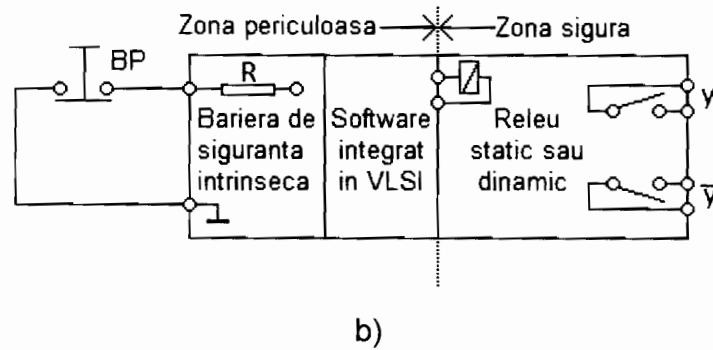 Zona periculoasa
Zona sigura
BP
R
Bariera de
siguranta
intrinseca
Software
integrat
in VLSI
Releu
static sau
dinamic
y
y̅
b)